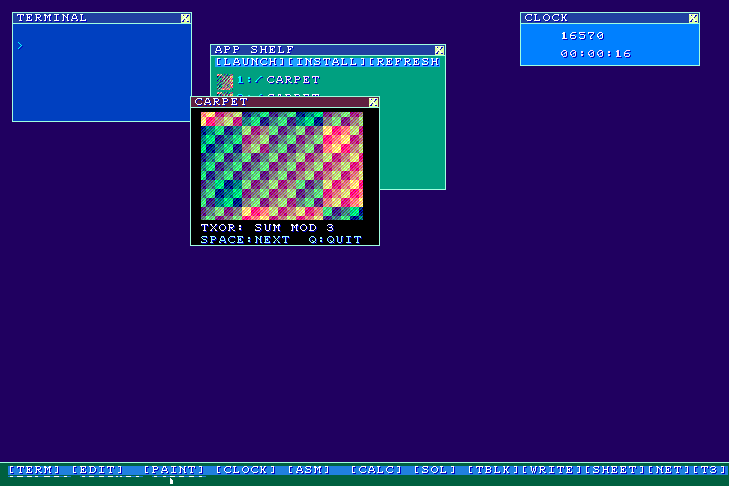 TERMINAL
>
APP SHELF
[LAUNCH][INSTALL][REFRESH
1:/CARPET
CARPET
TXOR: SUM MOD 3
SPACE:NEXT Q:QUIT
CLOCK
16570
00:00:16
[TERM] [EDIT] [PAINT] [CLOCK] [ASM] [CALC] [SOL] [TBLK][WRITE][SHEET][NET][T3]